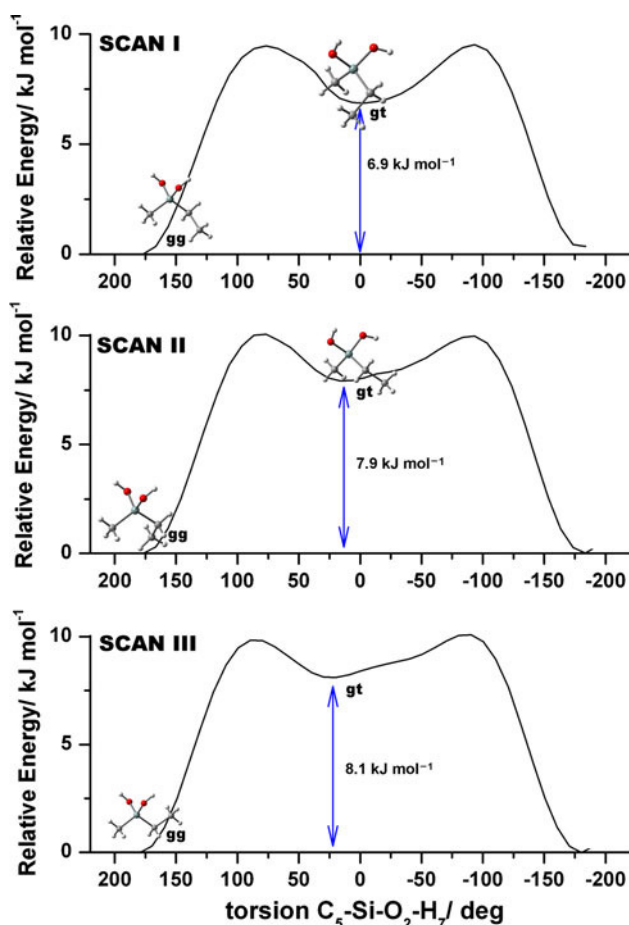 SCAN I
Relative Energy/ kJ mol⁻¹
10
5
0
gg
gt
6.9 kJ mol⁻¹
200 150 100 50 0 -50 -100 -150 -200
SCAN II
Relative Energy/ kJ mol⁻¹
10
5
0
gg
gt
7.9 kJ mol⁻¹
200 150 100 50 0 -50 -100 -150 -200
SCAN III
Relative Energy/ kJ mol⁻¹
10
5
0
gg
gt
8.1 kJ mol⁻¹
200 150 100 50 0 -50 -100 -150 -200
torsion C₅-Si-O₂-H₇/ deg